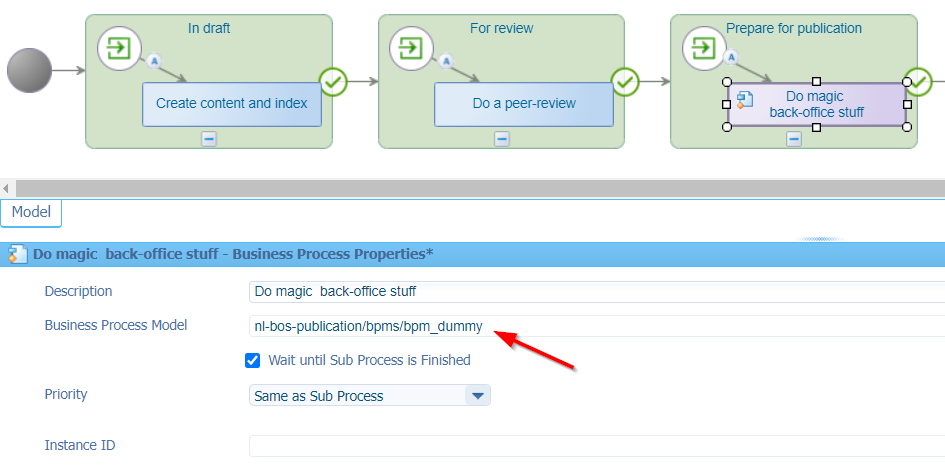 In draft
For review
Prepare for publication
A
A
A
Create content and index
Do a peer-review
Do magic
back-office stuff
Model
Do magic  back-office stuff - Business Process Properties*
Description
Do magic  back-office stuff
Business Process Model
nl-bos-publication/bpms/bpm_dummy
Wait until Sub Process is Finished
Priority
Same as Sub Process
Instance ID